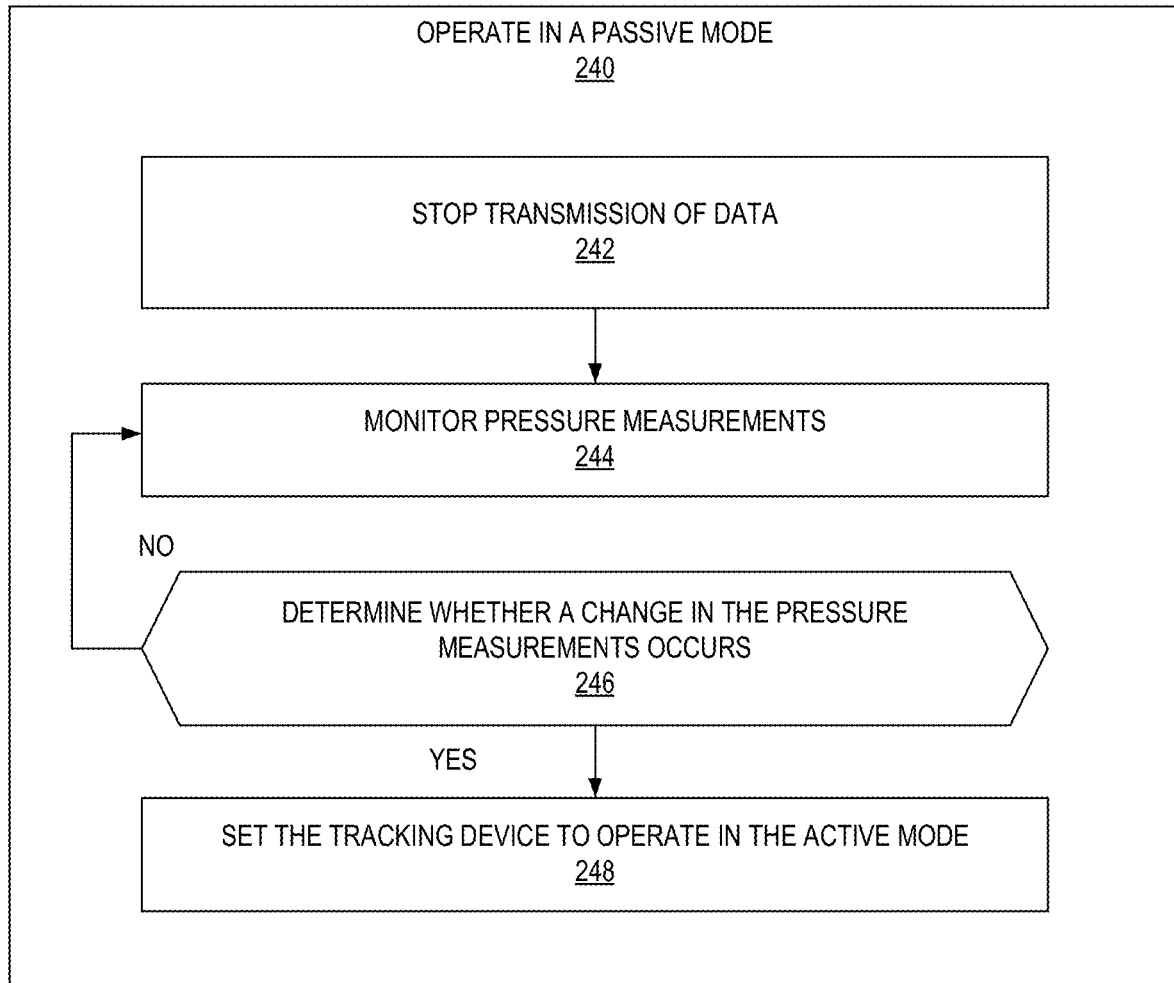 OPERATE IN A PASSIVE MODE
240
STOP TRANSMISSION OF DATA
242
MONITOR PRESSURE MEASUREMENTS
244
NO
DETERMINE WHETHER A CHANGE IN THE PRESSURE
MEASUREMENTS OCCURS
246
YES
SET THE TRACKING DEVICE TO OPERATE IN THE ACTIVE MODE
248